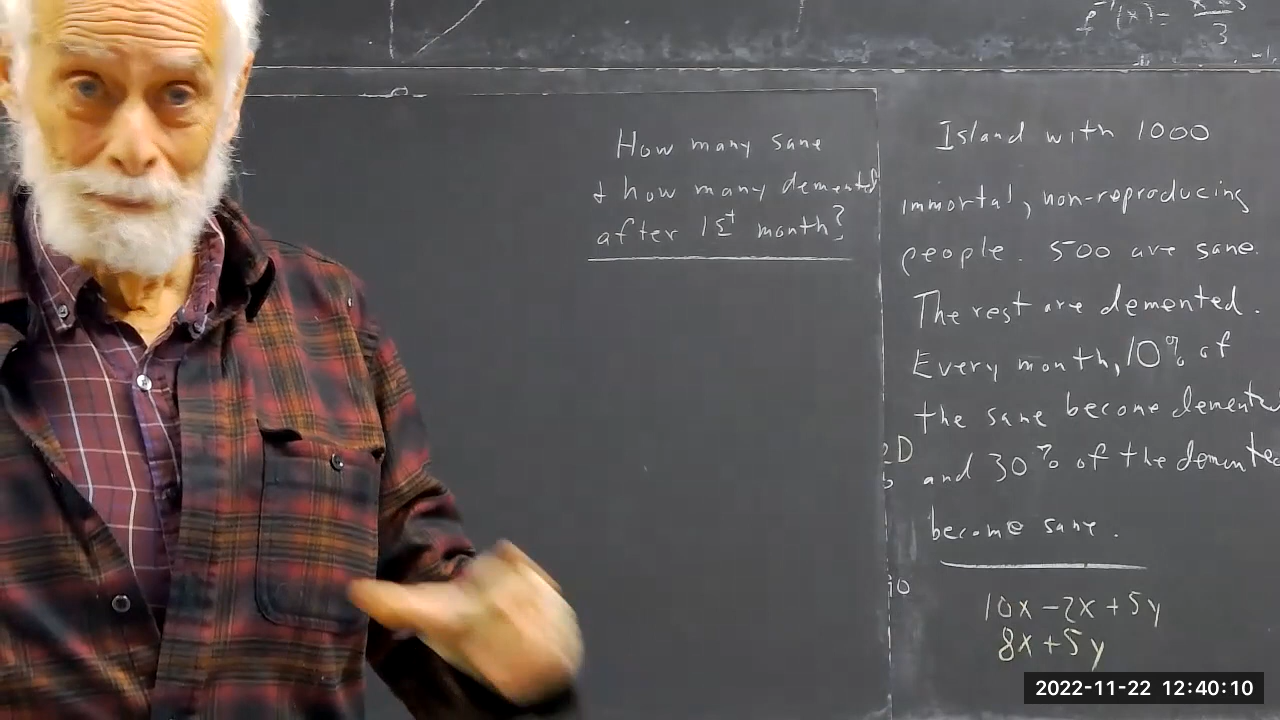 f⁻¹(x) =
3
How many sane
+ how many demented
after 1st month?
Island with 1000
immortal, non-reproducing
people. 500 are sane.
The rest are demented.
Every month, 10% of
the sane become demented
and 30% of the demented
become sane.
10x - 2x + 5y
8x + 5y
2022-11-22 12:40:10